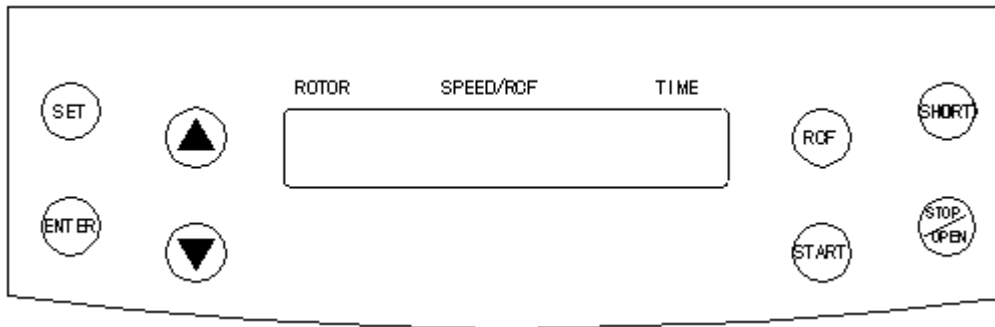 ROTOR SPEED/RCF TIME
SET
RCF
SHORT
ENTER
START
STOP
OPEN